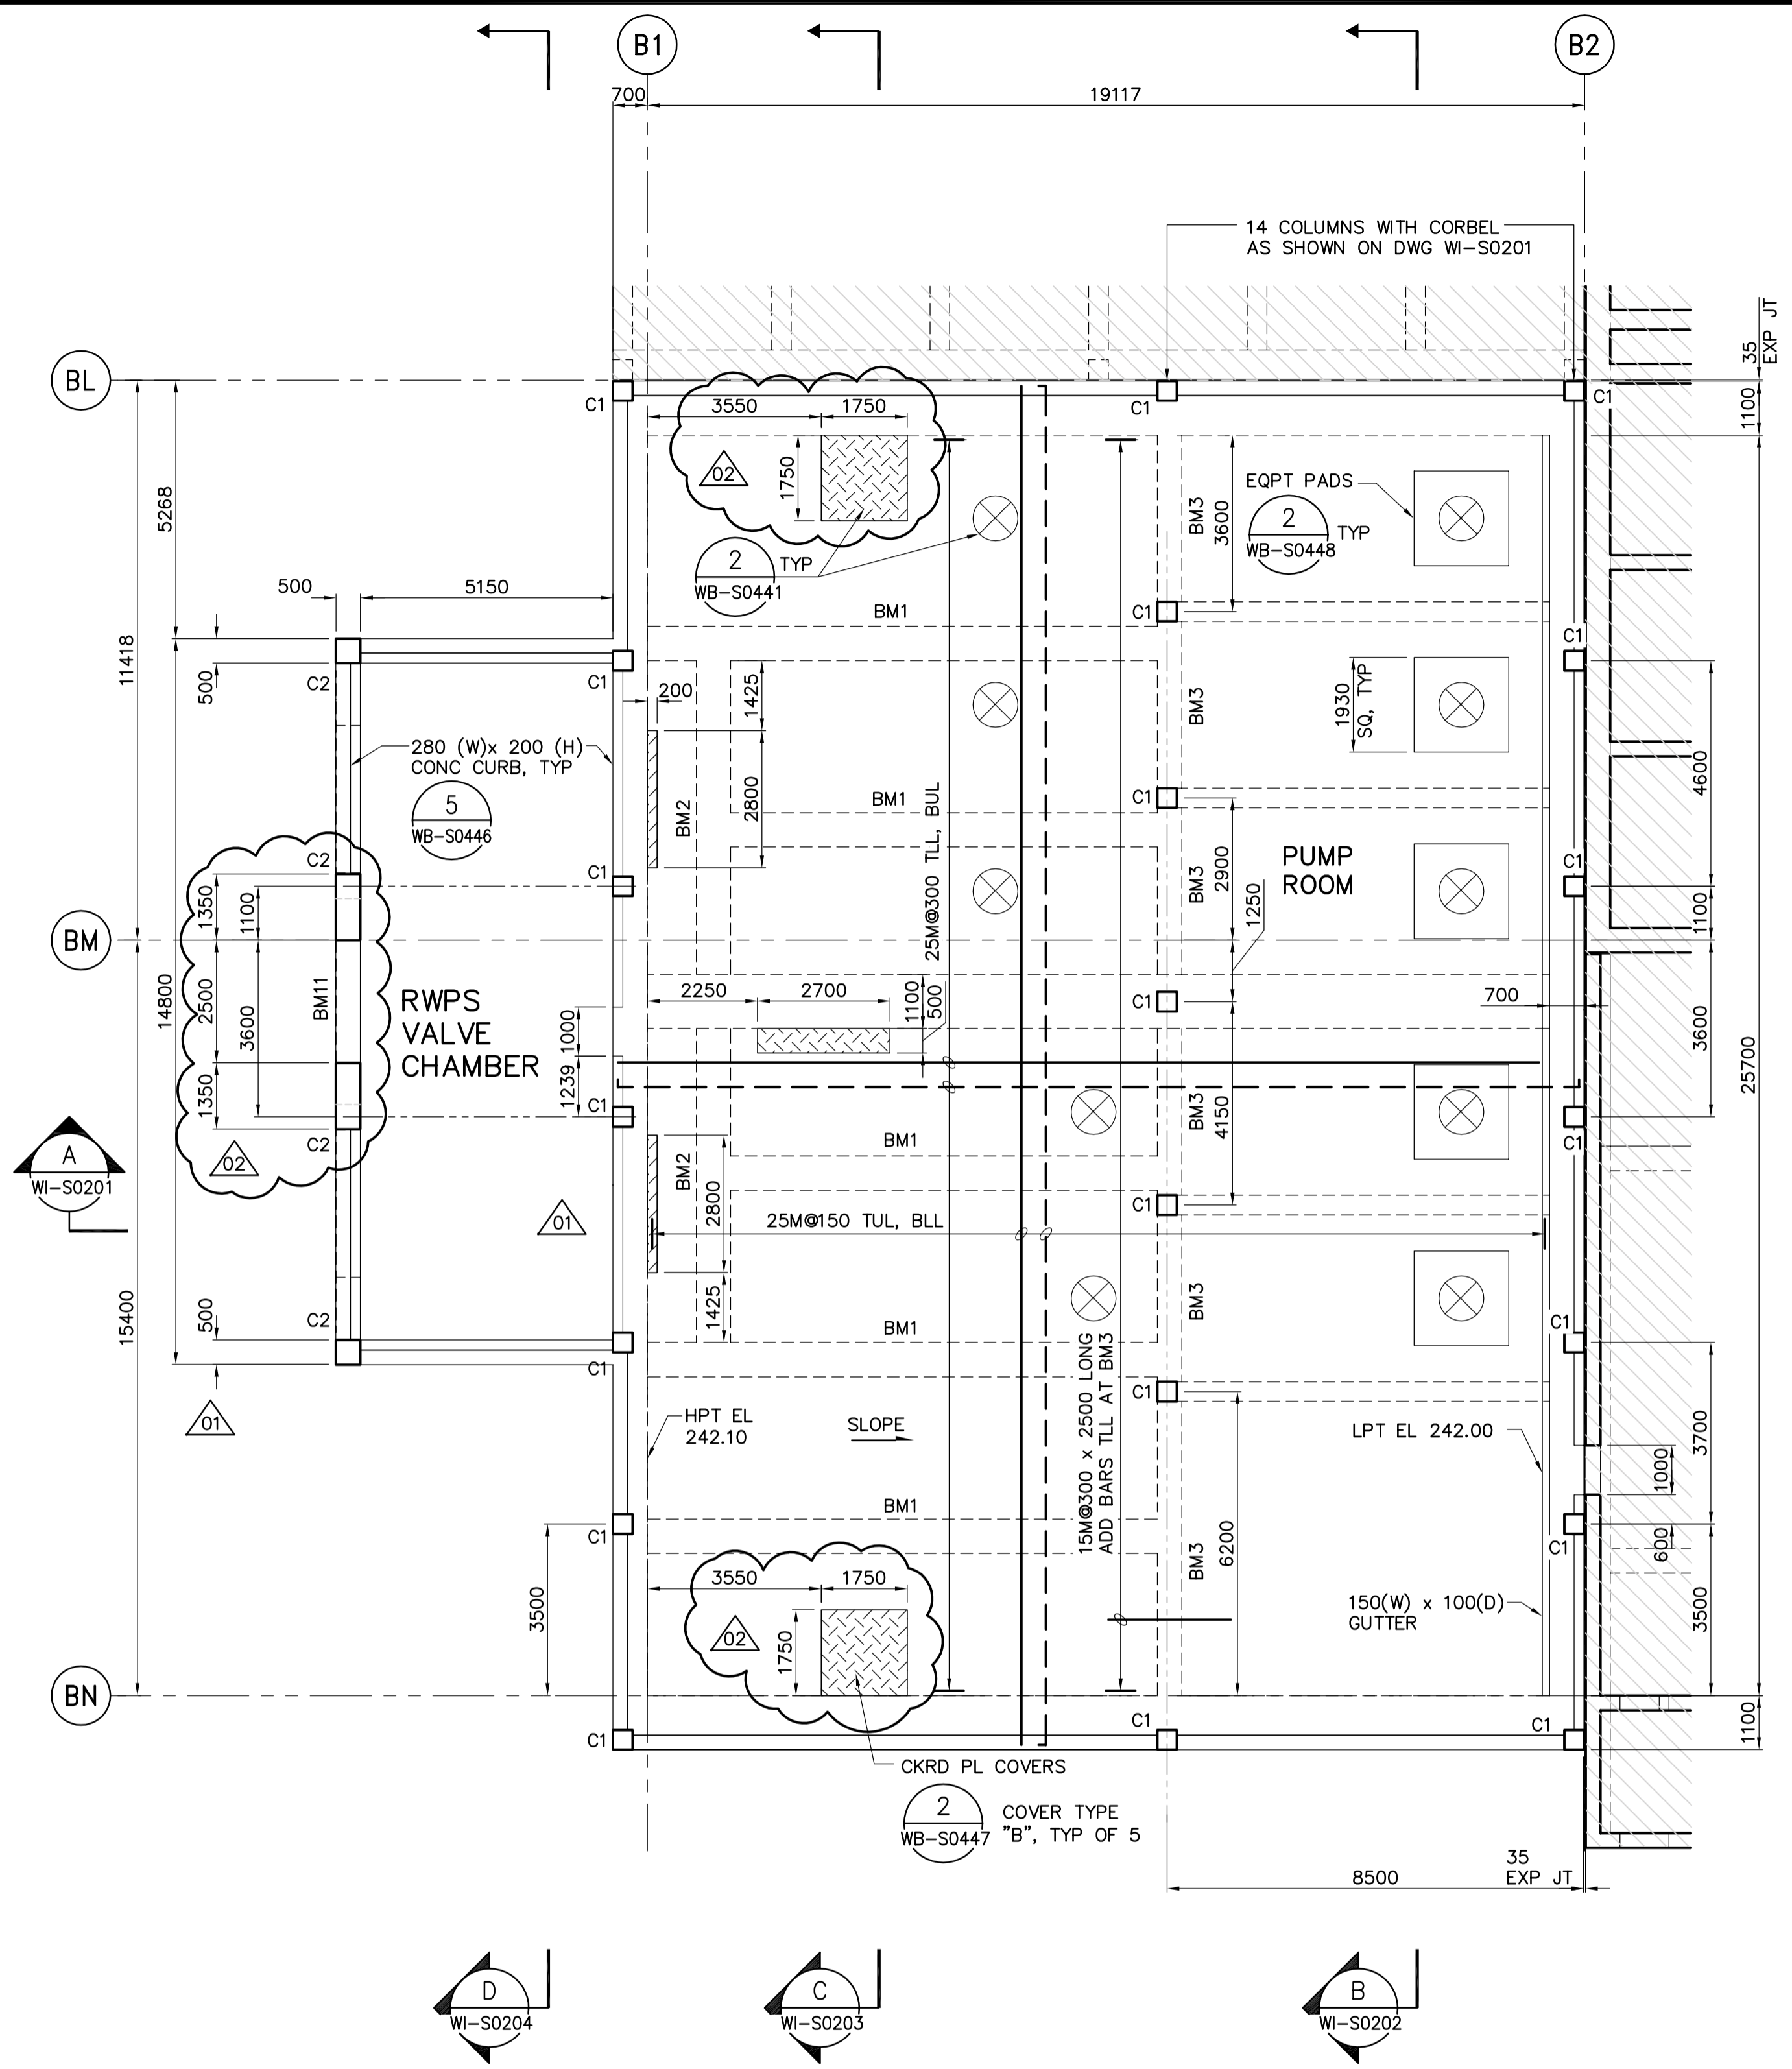 B1
B2
700
19117
14 COLUMNS WITH CORBEL
AS SHOWN ON DWG WI-S0201
35
EXP JT
BL
C1
3550
1750
C1
C1
1100
02
1750
5268
11418
EQPT PADS
2
WB-S0448
TYP
BM3
3600
2
WB-S0441
TYP
500
5150
BM1
C1
C1
500
C2
C1
200
1425
BM3
1930
SQ, TYP
280 (W)x 200 (H)
CONC CURB, TYP
5
WB-S0446
BM2
2800
BM1
25M@300 TLL, BUL
C1
4600
C2
C1
BM3
2900
1250
PUMP
ROOM
C1
1350
1100
1100
BM
14800
2500
3600
BM11
RWPS
VALVE
CHAMBER
2250
2700
1100
500
C1
700
3600
25700
1000
1239
1350
C1
C2
02
A
WI-S0201
BM1
BM3
4150
C1
BM2
2800
01
25M@150 TUL, BLL
C1
15400
500
C2
1425
BM1
BM3
C1
C1
01
15M@300 x 2500 LONG
ADD BARS TLL AT BM3
C1
HPT EL
242.10
SLOPE
LPT EL 242.00
3700
1000
BM1
C1
3500
BM3
6200
C1
600
3500
3550
1750
02
1750
150(W) x 100(D)
GUTTER
BN
C1
C1
C1
1100
CKRD PL COVERS
2
WB-S0447
COVER TYPE
"B", TYP OF 5
8500
35
EXP JT
D
WI-S0204
C
WI-S0203
B
WI-S0202